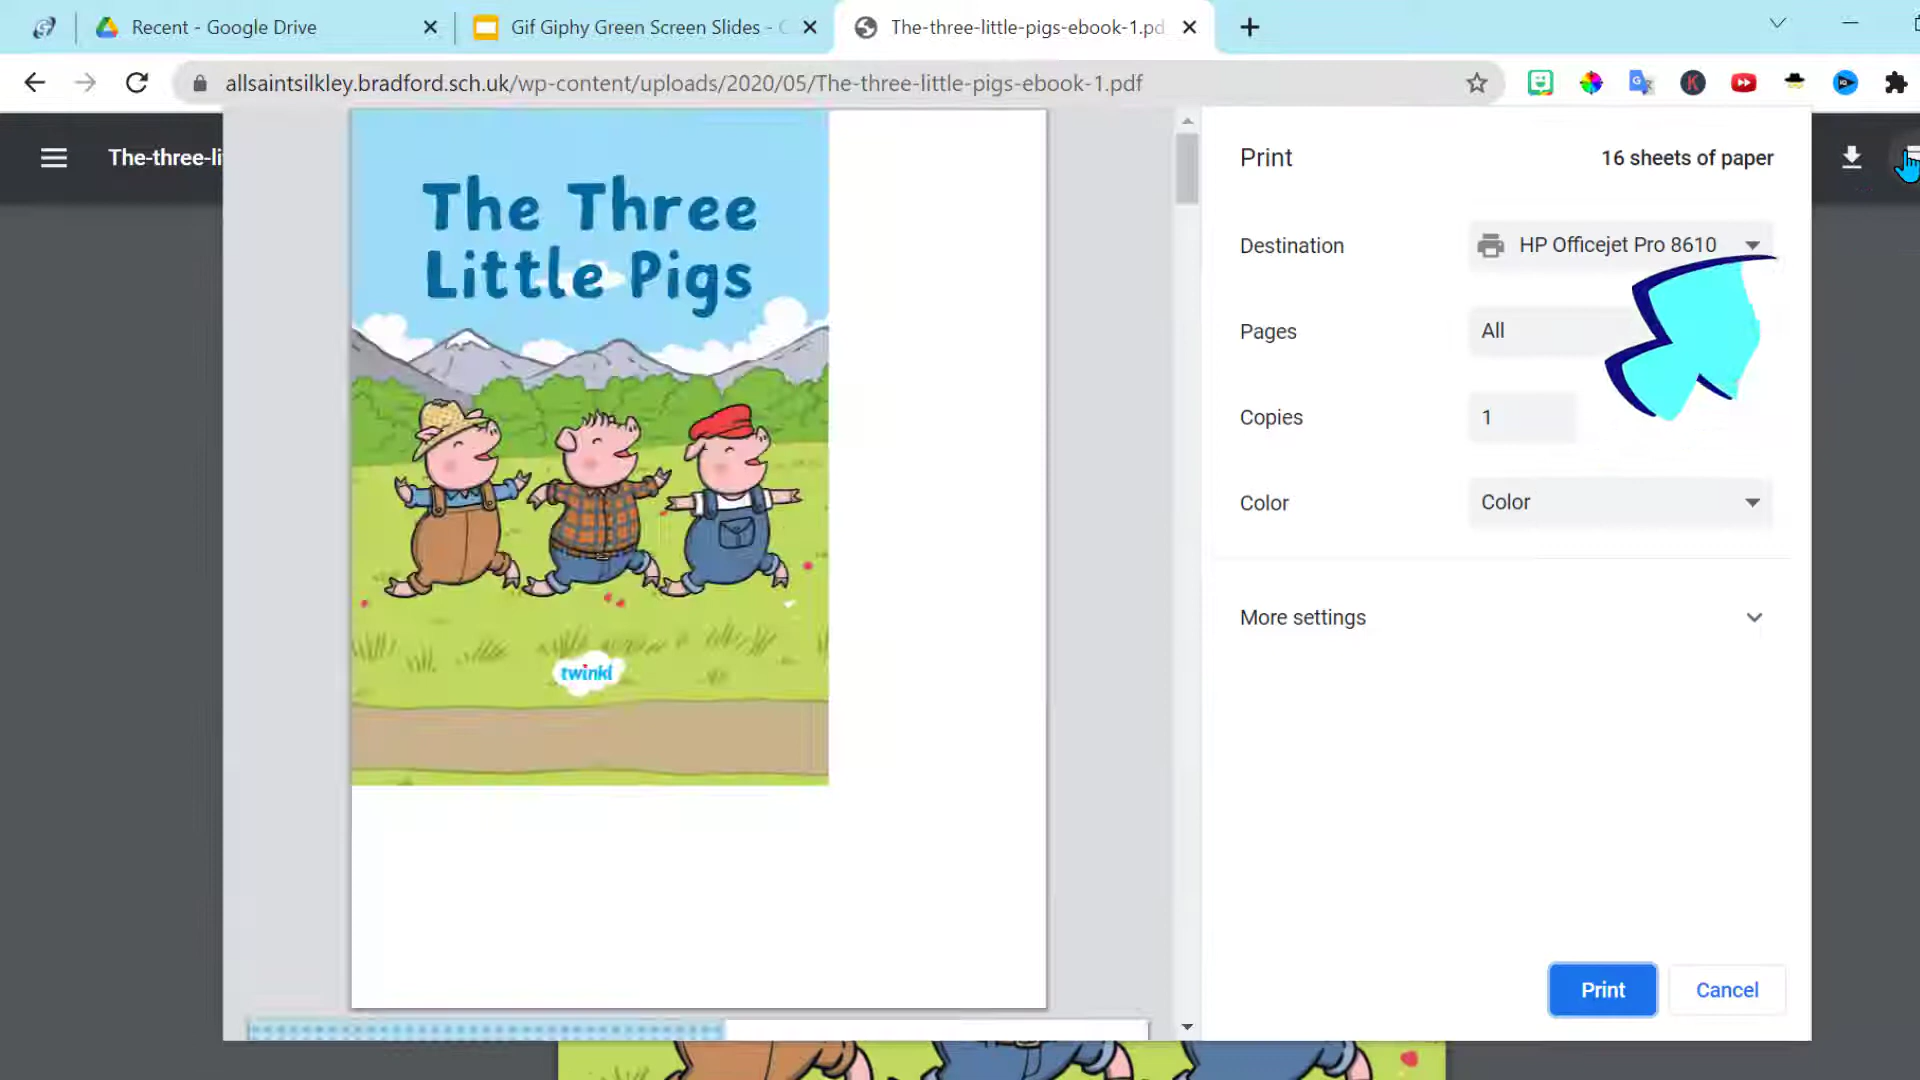 Recent - Google Drive
Gif Giphy Green Screen Slides -
The-three-little-pigs-ebook-1.pd
allsaintsilkley.bradford.sch.uk/wp-content/uploads/2020/05/The-three-little-pigs-ebook-1.pdf
The-three-li
The Three
Little Pigs
twinkl
Print
16 sheets of paper
Destination
HP Officejet Pro 8610
Pages
All
Copies
1
Color
Color
More settings
Print
Cancel